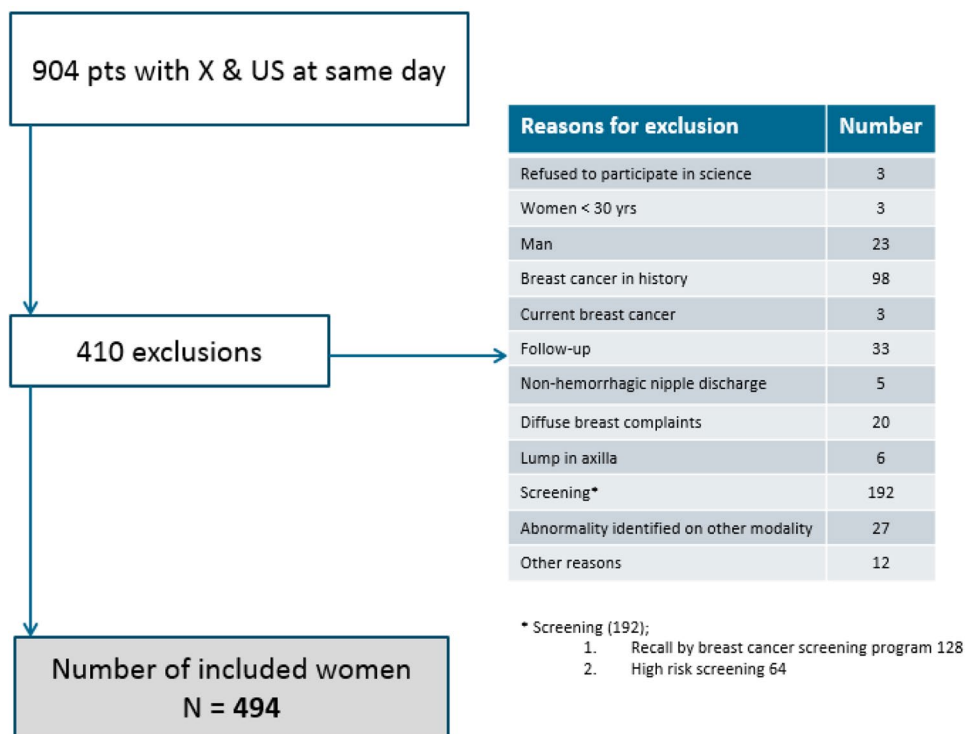 904 pts with X & US at same day
410 exclusions
Number of included women
N = 494
Reasons for exclusion Number
Refused to participate in science 3
Women < 30 yrs 3
Man 23
Breast cancer in history 98
Current breast cancer 3
Follow-up 33
Non-hemorrhagic nipple discharge 5
Diffuse breast complaints 20
Lump in axilla 6
Screening* 192
Abnormality identified on other modality 27
Other reasons 12
* Screening (192);
1. Recall by breast cancer screening program 128
2. High risk screening 64